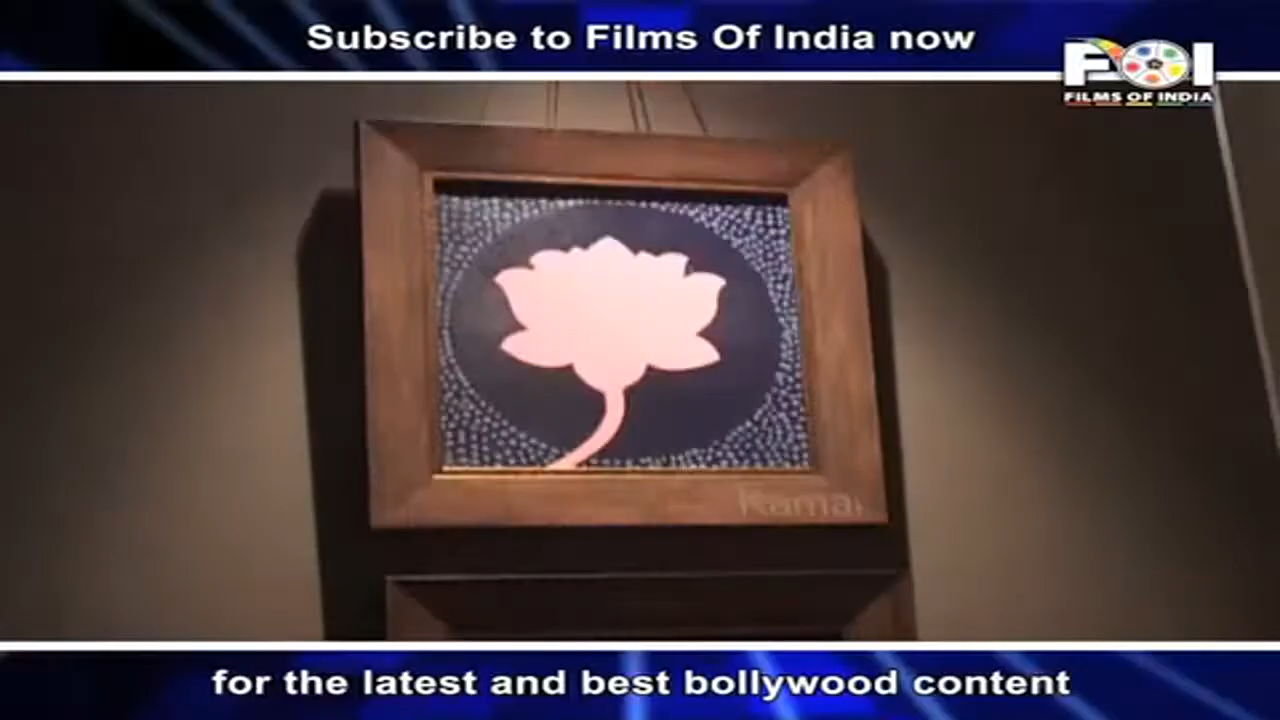 Subscribe to Films Of India now
FOI
FILMS OF INDIA
Kamal
for the latest and best bollywood content